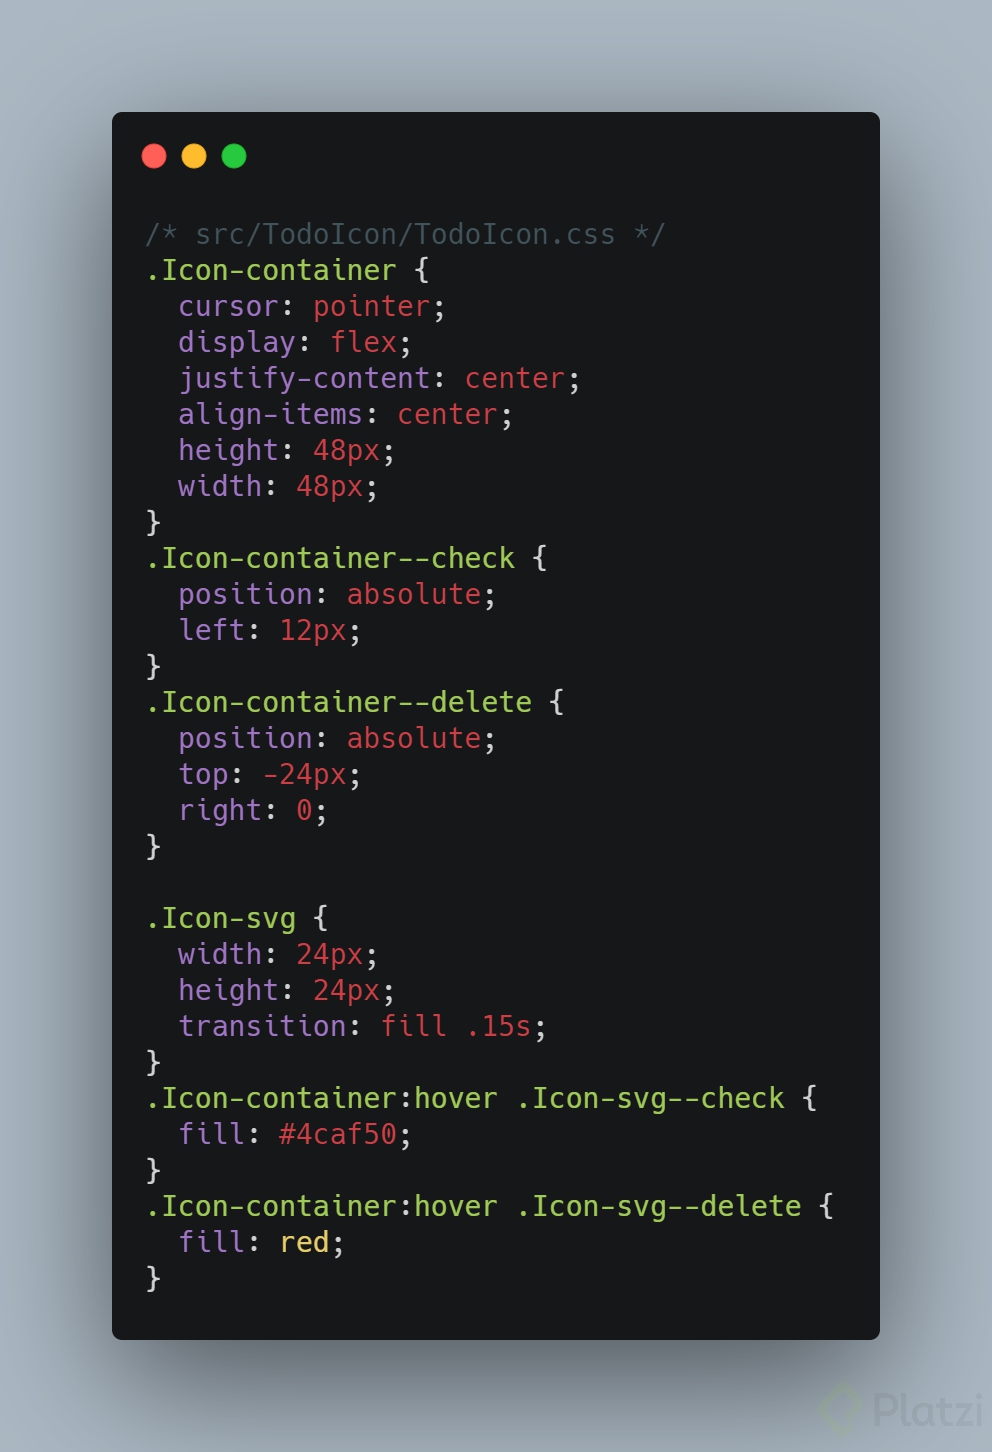 /* src/TodoIcon/TodoIcon.css */
.Icon-container {
  cursor: pointer;
  display: flex;
  justify-content: center;
  align-items: center;
  height: 48px;
  width: 48px;
}
.Icon-container--check {
  position: absolute;
  left: 12px;
}
.Icon-container--delete {
  position: absolute;
  top: -24px;
  right: 0;
}

.Icon-svg {
  width: 24px;
  height: 24px;
  transition: fill .15s;
}
.Icon-container:hover .Icon-svg--check {
  fill: #4caf50;
}
.Icon-container:hover .Icon-svg--delete {
  fill: red;
}
Platzi